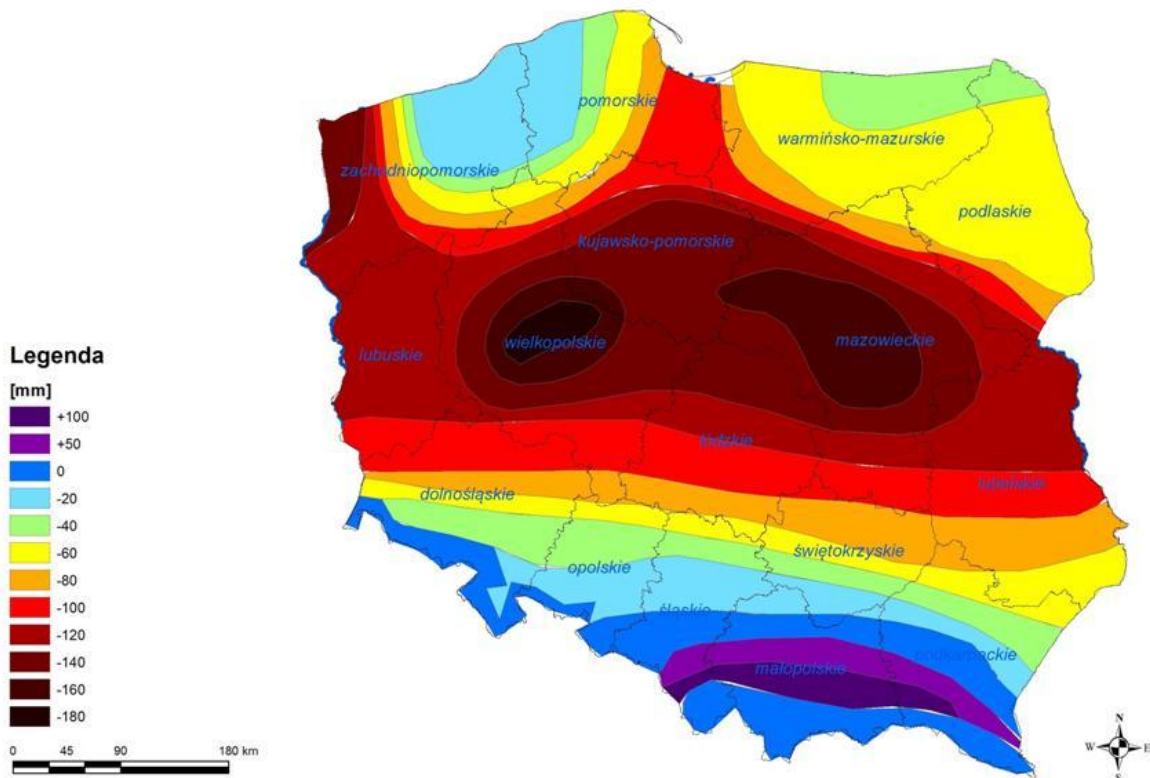 pomorskie
warmińsko-mazurskie
zachodniopomorskie
podlaskie
kujawsko-pomorskie
wielkopolskie
mazowieckie
lubuskie
łódzkie
lubelskie
dolnośląskie
świętokrzyskie
opolskie
śląskie
podkarpackie
małopolskie
Legenda
[mm]
+100
+50
0
-20
-40
-60
-80
-100
-120
-140
-160
-180
0 45 90 180 km
N
W E
S